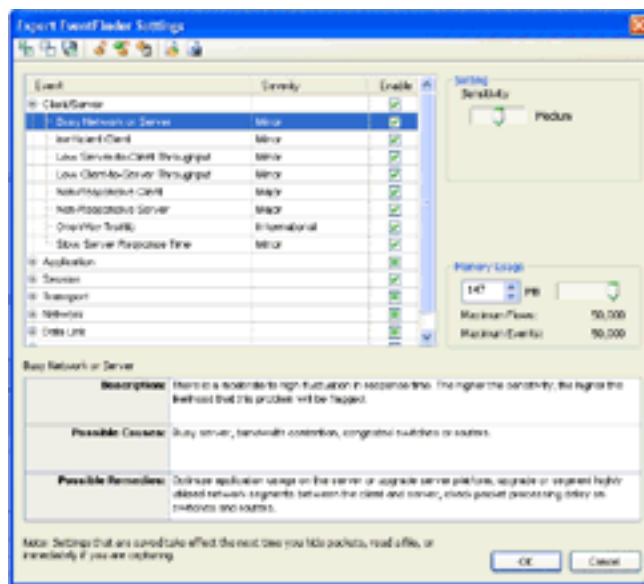 Expert EventFinder Settings
Event Severity Enable
Client/Server
Busy Network or Server Minor
Inefficient Client Minor
Low Server-to-Client Throughput Minor
Low Client-to-Server Throughput Minor
Non-Responsive Client Major
Non-Responsive Server Major
One-Way Traffic Informational
Slow Server Response Time Minor
Application
Session
Transport
Network
Data Link
Setting
Sensitivity
Medium
Memory Usage
147 MB
Maximum Flows: 50,000
Maximum Events: 50,000
Busy Network or Server
Description: There is a moderate to high fluctuation in response time. The higher the sensitivity, the higher the
likelihood that this problem will be flagged.
Possible Causes: Busy server, bandwidth contention, congested switches or routers.
Possible Remedies: Optimize application usage on the server or upgrade server platform, upgrade or segment highly
utilized network segments between the client and server, check packet processing delay on
switches and routers.
Note: Settings that are saved take effect the next time you hide packets, read a file, or
immediately if you are capturing.
OK Cancel